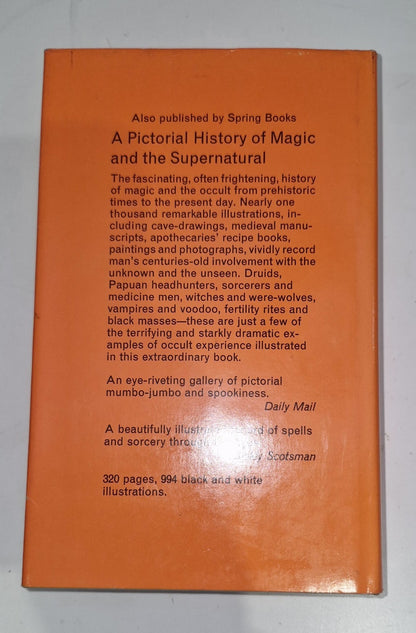 Also published by Spring Books
A Pictorial History of Magic
and the Supernatural
The fascinating, often frightening, history
of magic and the occult from prehistoric
times to the present day. Nearly one
thousand remarkable illustrations, in-
cluding cave-drawings, medieval manu-
scripts, apothecaries' recipe books,
paintings and photographs, vividly record
man's centuries-old involvement with the
unknown and the unseen. Druids,
Papuan headhunters, sorcerers and
medicine men, witches and were-wolves,
vampires and voodoo, fertility rites and
black masses—these are just a few of
the terrifying and starkly dramatic ex-
amples of occult experience illustrated
in this extraordinary book.
An eye-riveting gallery of pictorial
mumbo-jumbo and spookiness.
Daily Mail
A beautifully of spells
and sorcery
Scotsman
320 pages, 994 black and white
illustrations.